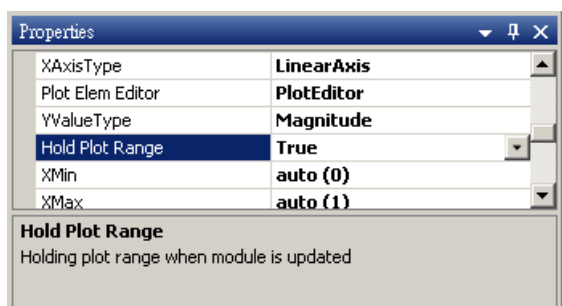 Properties
XAxisType LinearAxis
Plot Elem Editor PlotEditor
YValueType Magnitude
Hold Plot Range True
XMin auto (0)
XMax auto (1)
Hold Plot Range
Holding plot range when module is updated